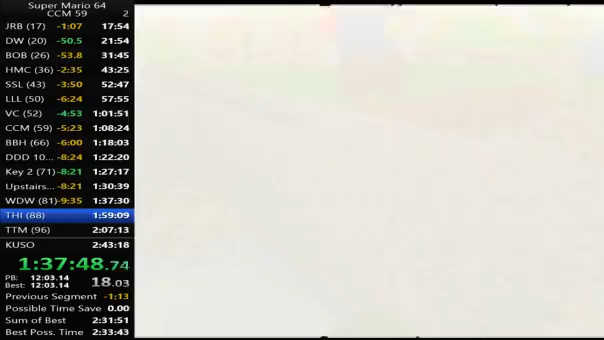 Super Mario 64
CCM 59 2
JRB (17) -1:07 17:54
DW (20) -50.5 21:54
BOB (26) -53.8 31:45
HMC (36) -2:35 43:25
SSL (43) -3:50 52:47
LLL (50) -6:24 57:55
VC (52) -4:53 1:01:51
CCM (59) -5:23 1:08:24
BBH (66) -6:00 1:18:03
DDD 10... -8:24 1:22:20
Key 2 (71) -8:21 1:27:17
Upstairs... -8:21 1:30:39
WDW (81) -9:35 1:37:30
THI (88) 1:59:09
TTM (96) 2:07:13
KUSO 2:43:18
1:37:48.74
PB: 12:03.14
Best: 12:03.14
18.03
Previous Segment -1:13
Possible Time Save 0.00
Sum of Best 2:31:51
Best Poss. Time 2:33:43